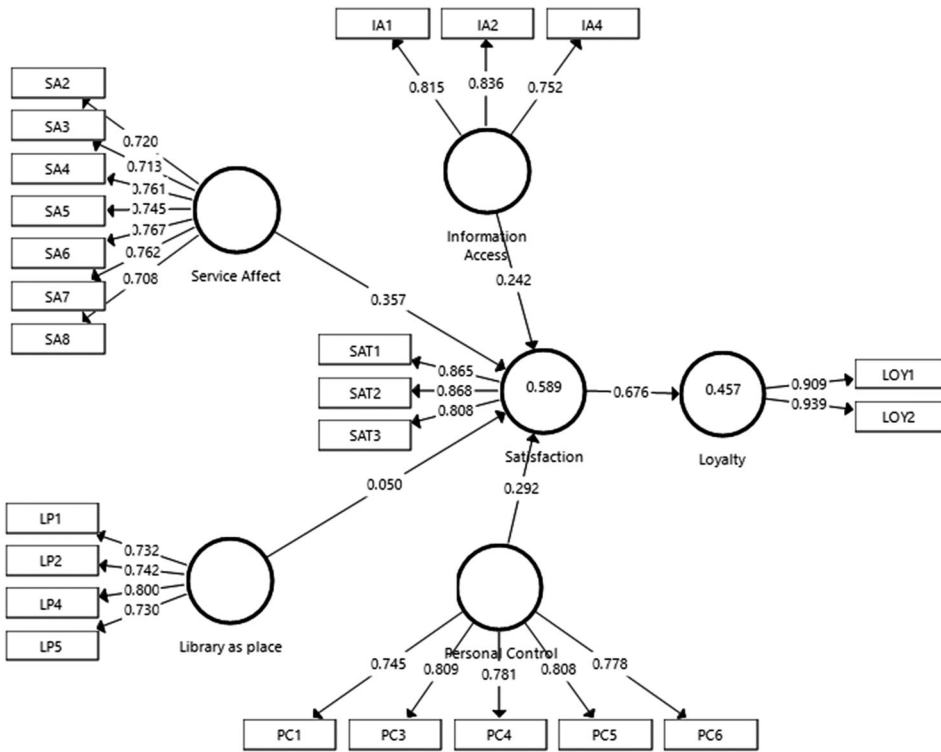 IA1
IA2
IA4
0.815
0.836
0.752
Information
Access
0.242
SA2
SA3
SA4
SA5
SA6
SA7
SA8
0.720
0.713
0.761
0.745
0.767
0.762
0.708
Service Affect
0.357
SAT1
SAT2
SAT3
0.865
0.868
0.808
0.589
Satisfaction
0.676
0.457
Loyalty
0.909
0.939
LOY1
LOY2
0.050
0.292
LP1
LP2
LP4
LP5
0.732
0.742
0.800
0.730
Library as place
Personal Control
0.745
0.809
0.781
0.808
0.778
PC1
PC3
PC4
PC5
PC6